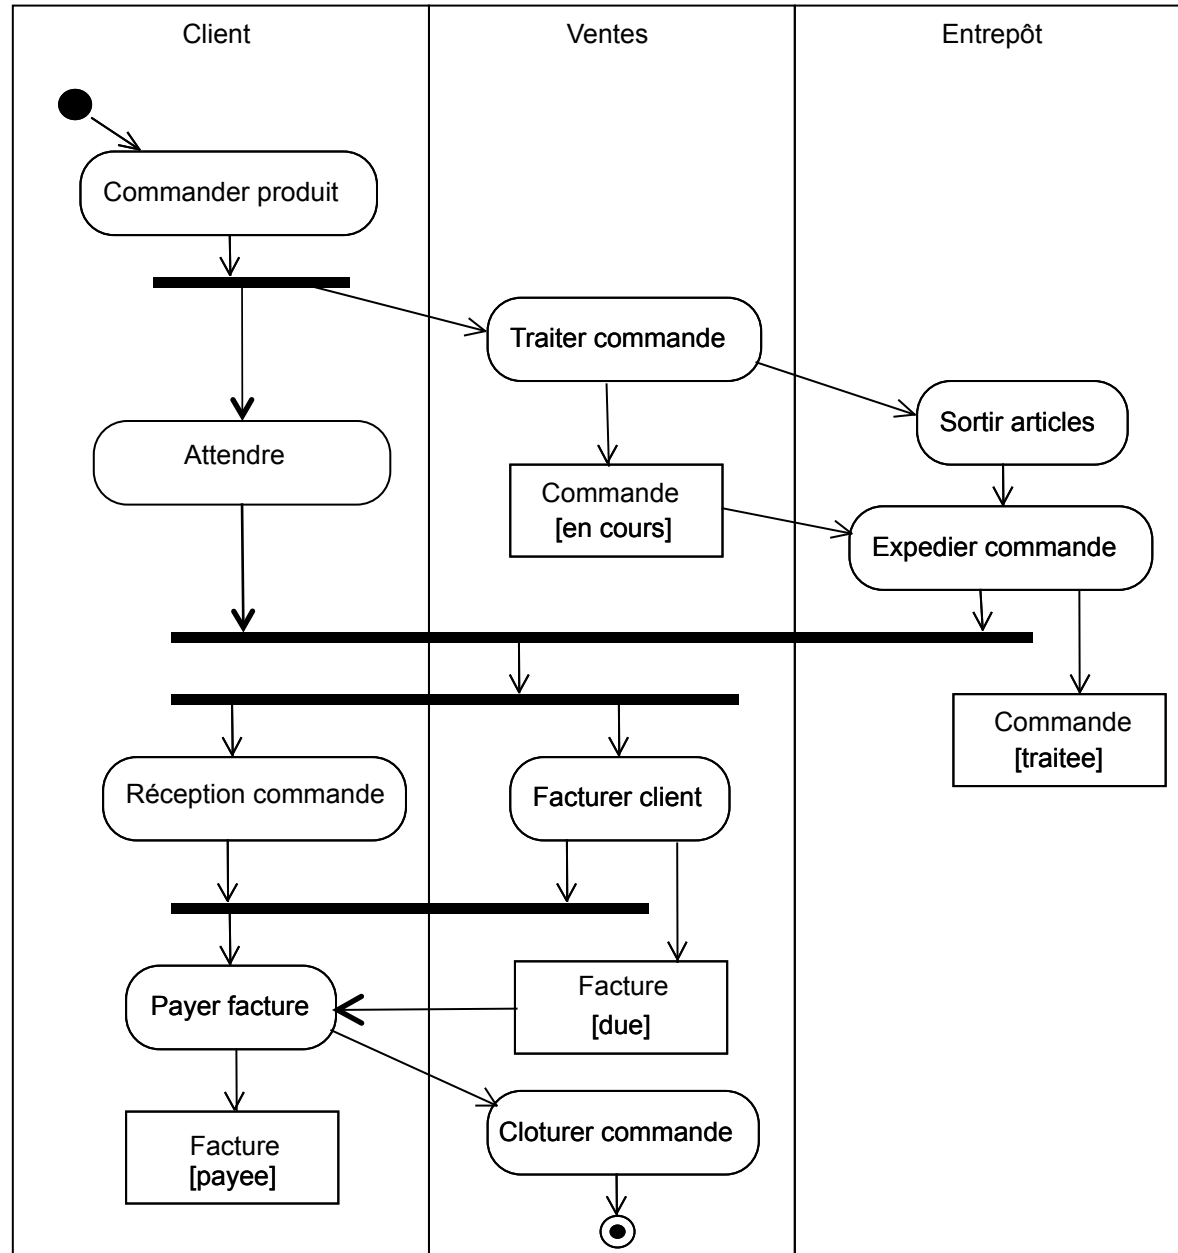 Client
Ventes
Entrepôt
Commander produit
Traiter commande
Sortir articles
Attendre
Commande
[en cours]
Expedier commande
Commande
[traitee]
Réception commande
Facturer client
Facture
[due]
Payer facture
Cloturer commande
Facture
[payee]